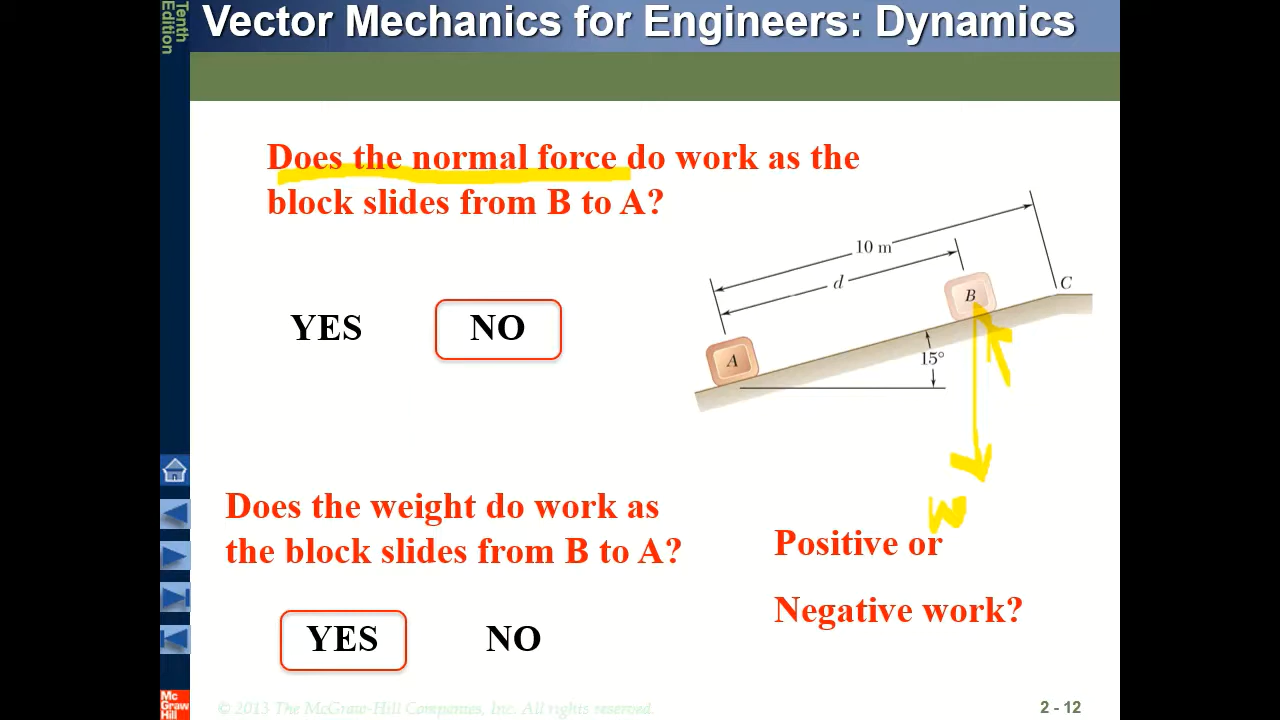 Tenth
Edition
Vector Mechanics for Engineers: Dynamics
Does the normal force do work as the
block slides from B to A?
YES NO
10 m
d
C
B
A
15°
W
Does the weight do work as
the block slides from B to A?
Positive or
Negative work?
YES NO
Mc
Graw
Hill
© 2013 The McGraw-Hill Companies, Inc. All rights reserved.
2 - 12